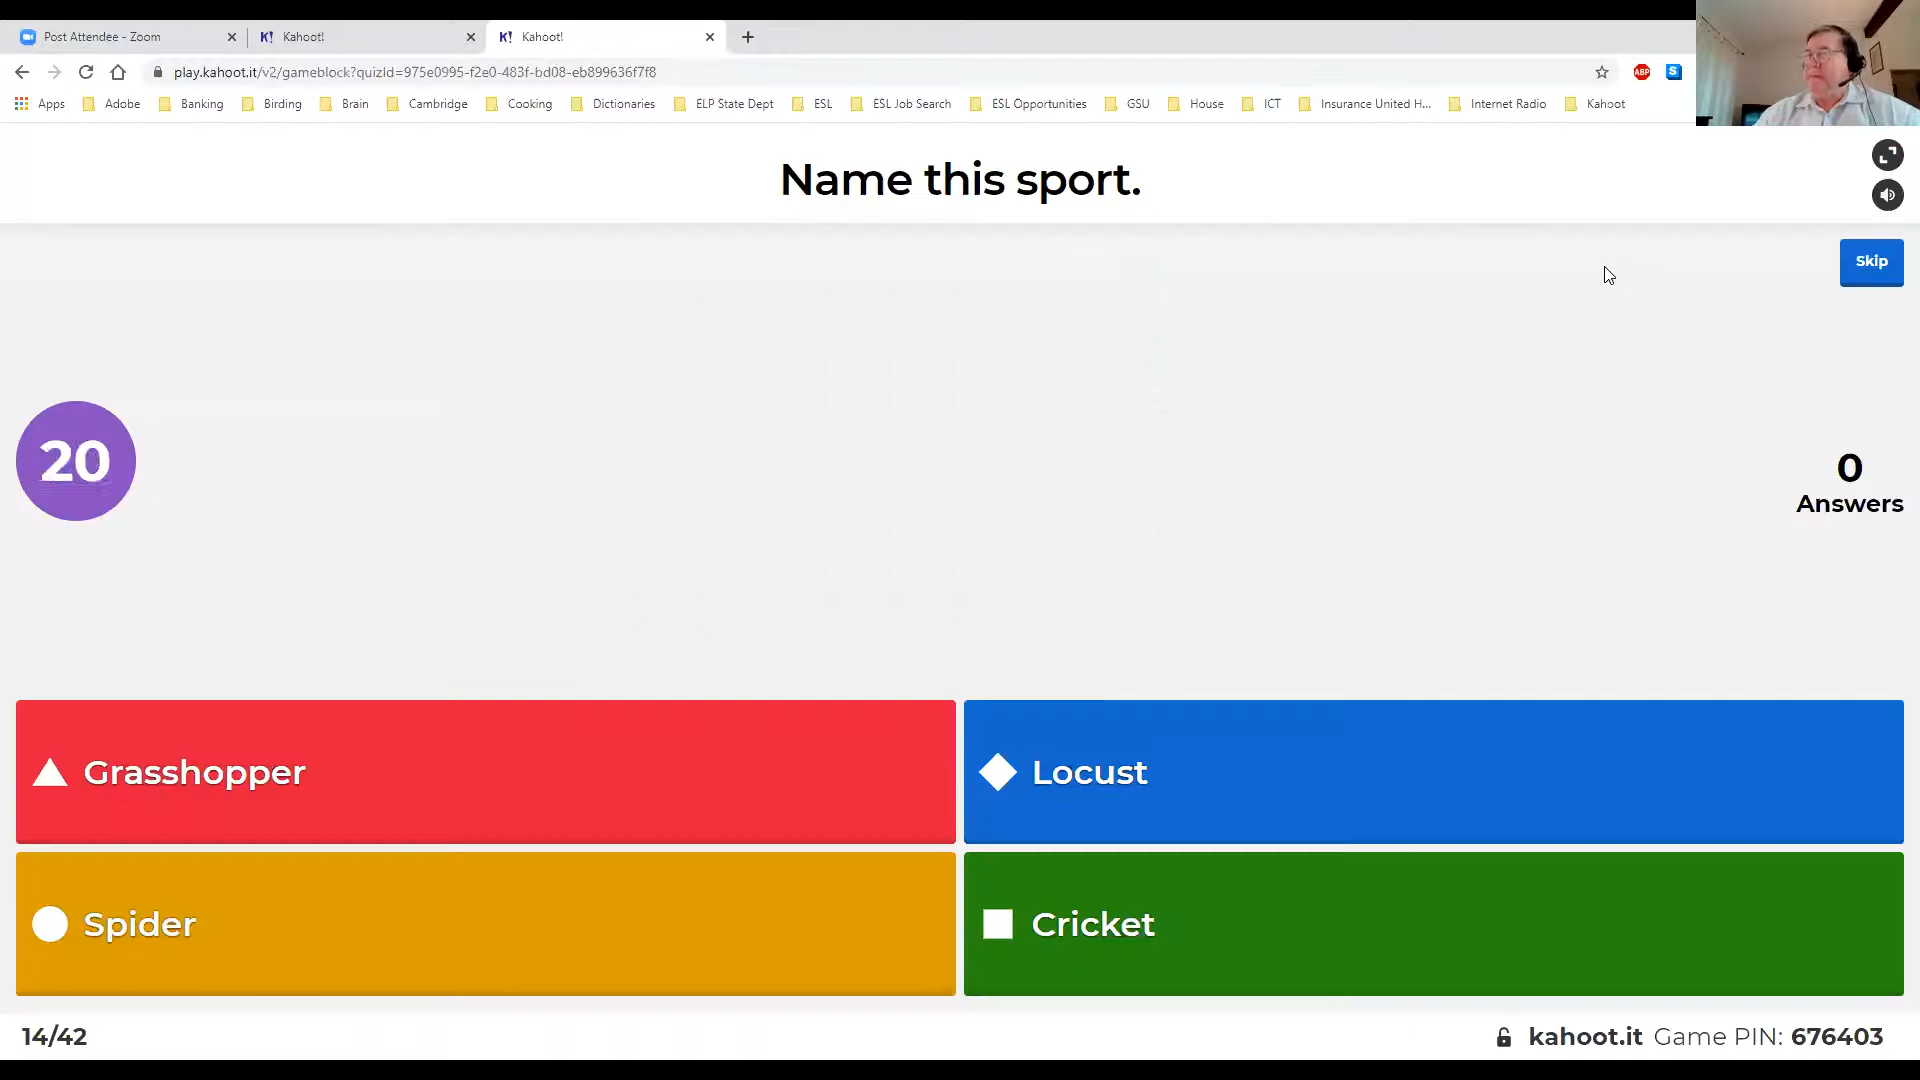 Post Attendee - Zoom
K! Kahoot!
K! Kahoot!
play.kahoot.it/v2/gameblock?quizId=975e0995-f2e0-483f-bd08-eb899636f7f8
ABP
S
Apps Adobe Banking Birding Brain Cambridge Cooking Dictionaries ELP State Dept ESL ESL Job Search ESL Opportunities GSU House ICT Insurance United H... Internet Radio Kahoot
Name this sport.
Skip
20
0
Answers
Grasshopper
Locust
Spider
Cricket
14/42
kahoot.it Game PIN: 676403